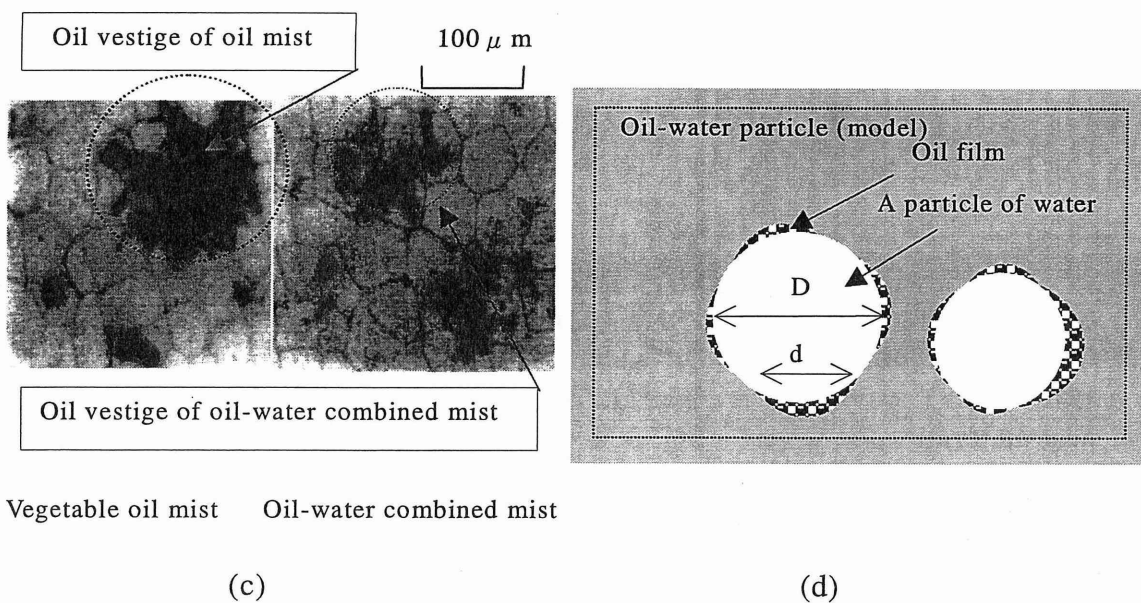 Oil vestige of oil mist
100 μ m
Oil vestige of oil-water combined mist
Vegetable oil mist Oil-water combined mist
(c)
Oil-water particle (model)
Oil film
A particle of water
D
d
(d)